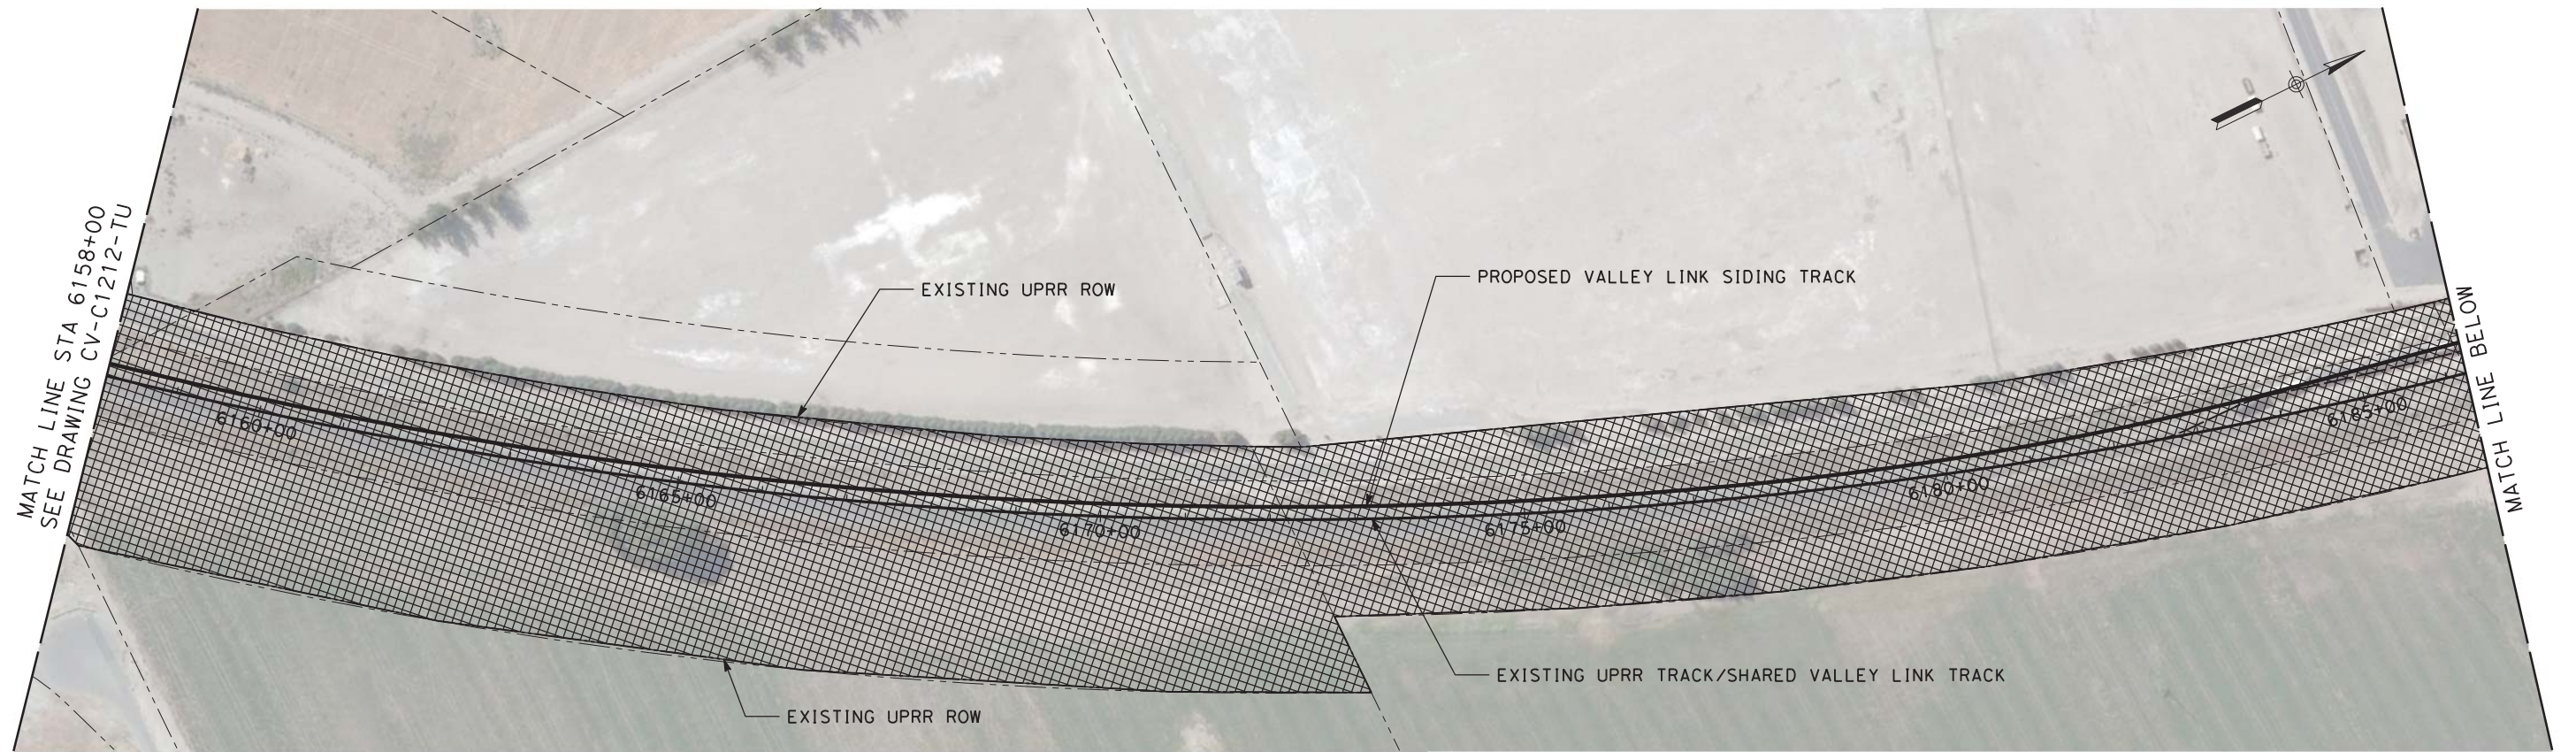 MATCH LINE STA 6158+00
SEE DRAWING CV-C1212-TU
EXISTING UPRR ROW
PROPOSED VALLEY LINK SIDING TRACK
MATCH LINE BELOW
6160+00
6165+00
6170+00
6175+00
6180+00
6185+00
EXISTING UPRR TRACK/SHARED VALLEY LINK TRACK
EXISTING UPRR ROW